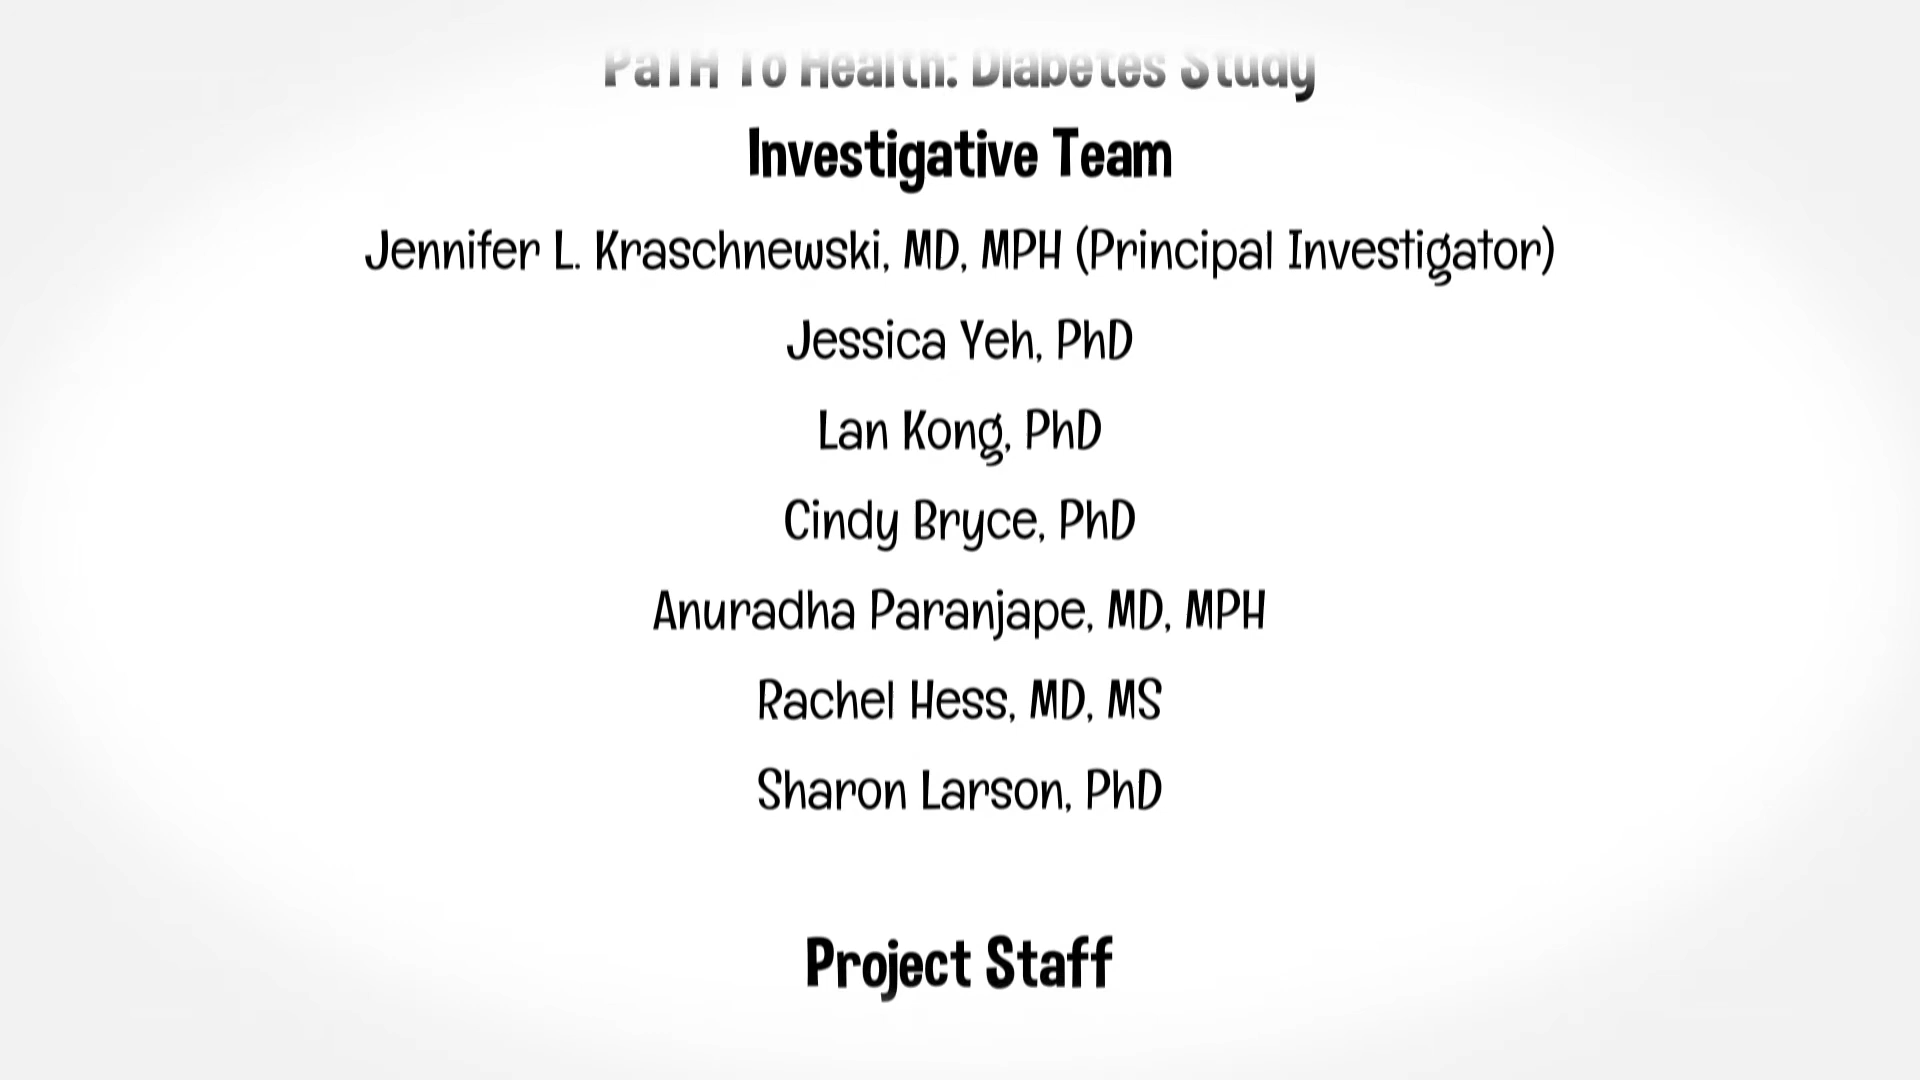 PaTH To Health: Diabetes Study
Investigative Team
Jennifer L. Kraschnewski, MD, MPH (Principal Investigator)
Jessica Yeh, PhD
Lan Kong, PhD
Cindy Bryce, PhD
Anuradha Paranjape, MD, MPH
Rachel Hess, MD, MS
Sharon Larson, PhD
Project Staff